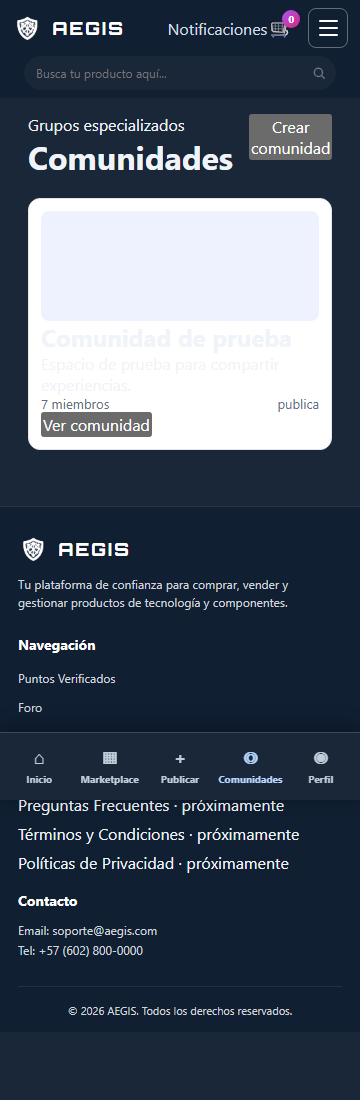 AEGIS
Notificaciones
0
Busca tu producto aquí...
Grupos especializados
Comunidades
Crear
comunidad
Comunidad de prueba
Espacio de prueba para compartir
experiencias.
7 miembros
publica
Ver comunidad
AEGIS
Tu plataforma de confianza para comprar, vender y
gestionar productos de tecnología y componentes.
Navegación
Puntos Verificados
Foro
Inicio
Marketplace
Publicar
Comunidades
Perfil
Preguntas Frecuentes · próximamente
Términos y Condiciones · próximamente
Políticas de Privacidad · próximamente
Contacto
Email: soporte@aegis.com
Tel: +57 (602) 800-0000
© 2026 AEGIS. Todos los derechos reservados.